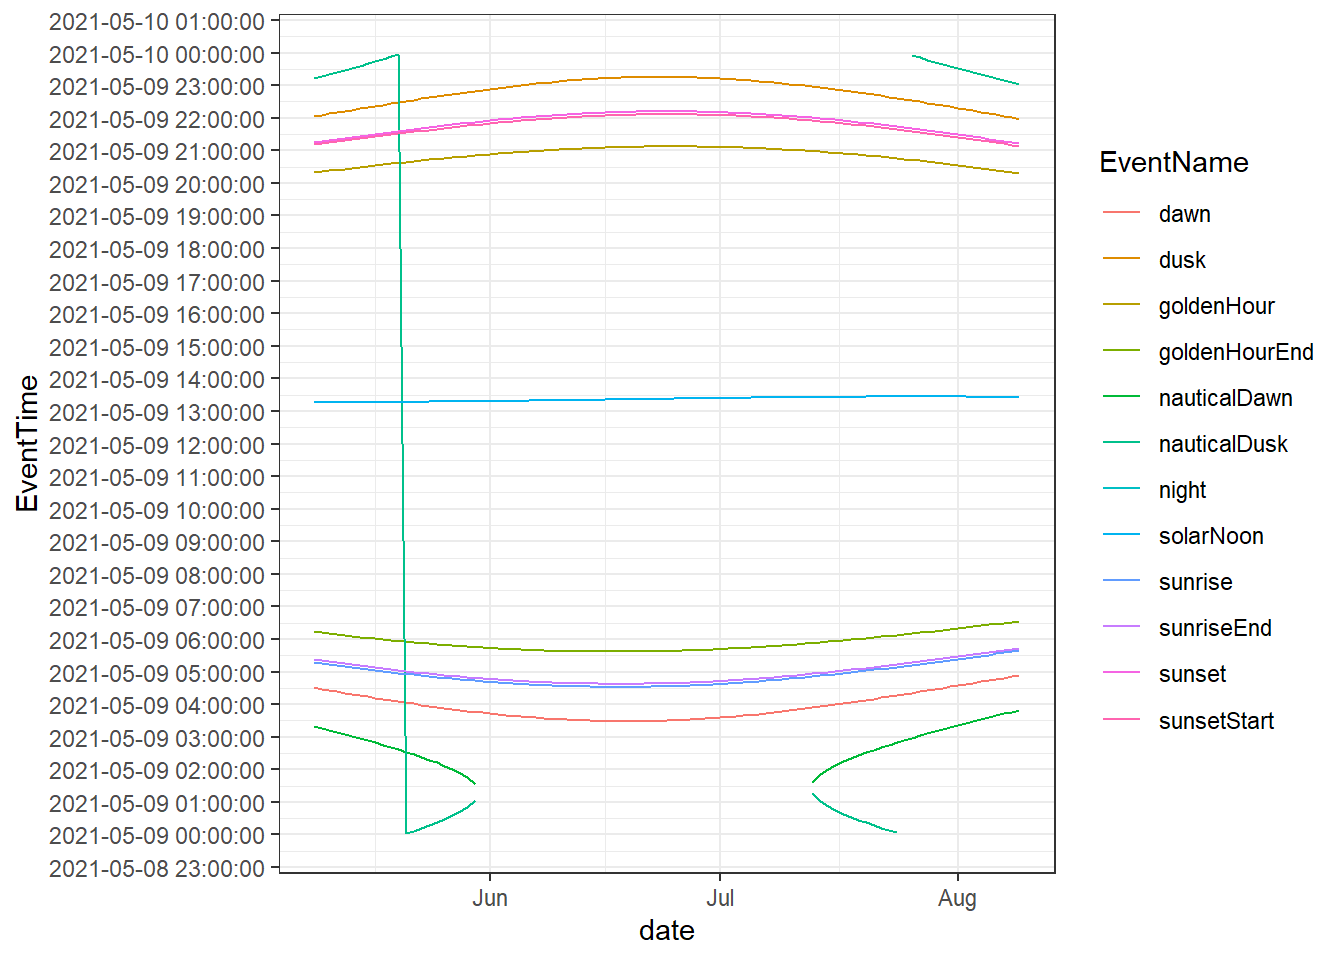 2021-05-10 01:00:00
2021-05-10 00:00:00
2021-05-09 23:00:00
2021-05-09 22:00:00
2021-05-09 21:00:00
2021-05-09 20:00:00
2021-05-09 19:00:00
2021-05-09 18:00:00
2021-05-09 17:00:00
2021-05-09 16:00:00
2021-05-09 15:00:00
2021-05-09 14:00:00
2021-05-09 13:00:00
2021-05-09 12:00:00
2021-05-09 11:00:00
2021-05-09 10:00:00
2021-05-09 09:00:00
2021-05-09 08:00:00
2021-05-09 07:00:00
2021-05-09 06:00:00
2021-05-09 05:00:00
2021-05-09 04:00:00
2021-05-09 03:00:00
2021-05-09 02:00:00
2021-05-09 01:00:00
2021-05-09 00:00:00
2021-05-08 23:00:00
EventTime
Jun Jul Aug
date
EventName
dawn
dusk
goldenHour
goldenHourEnd
nauticalDawn
nauticalDusk
night
solarNoon
sunrise
sunriseEnd
sunset
sunsetStart